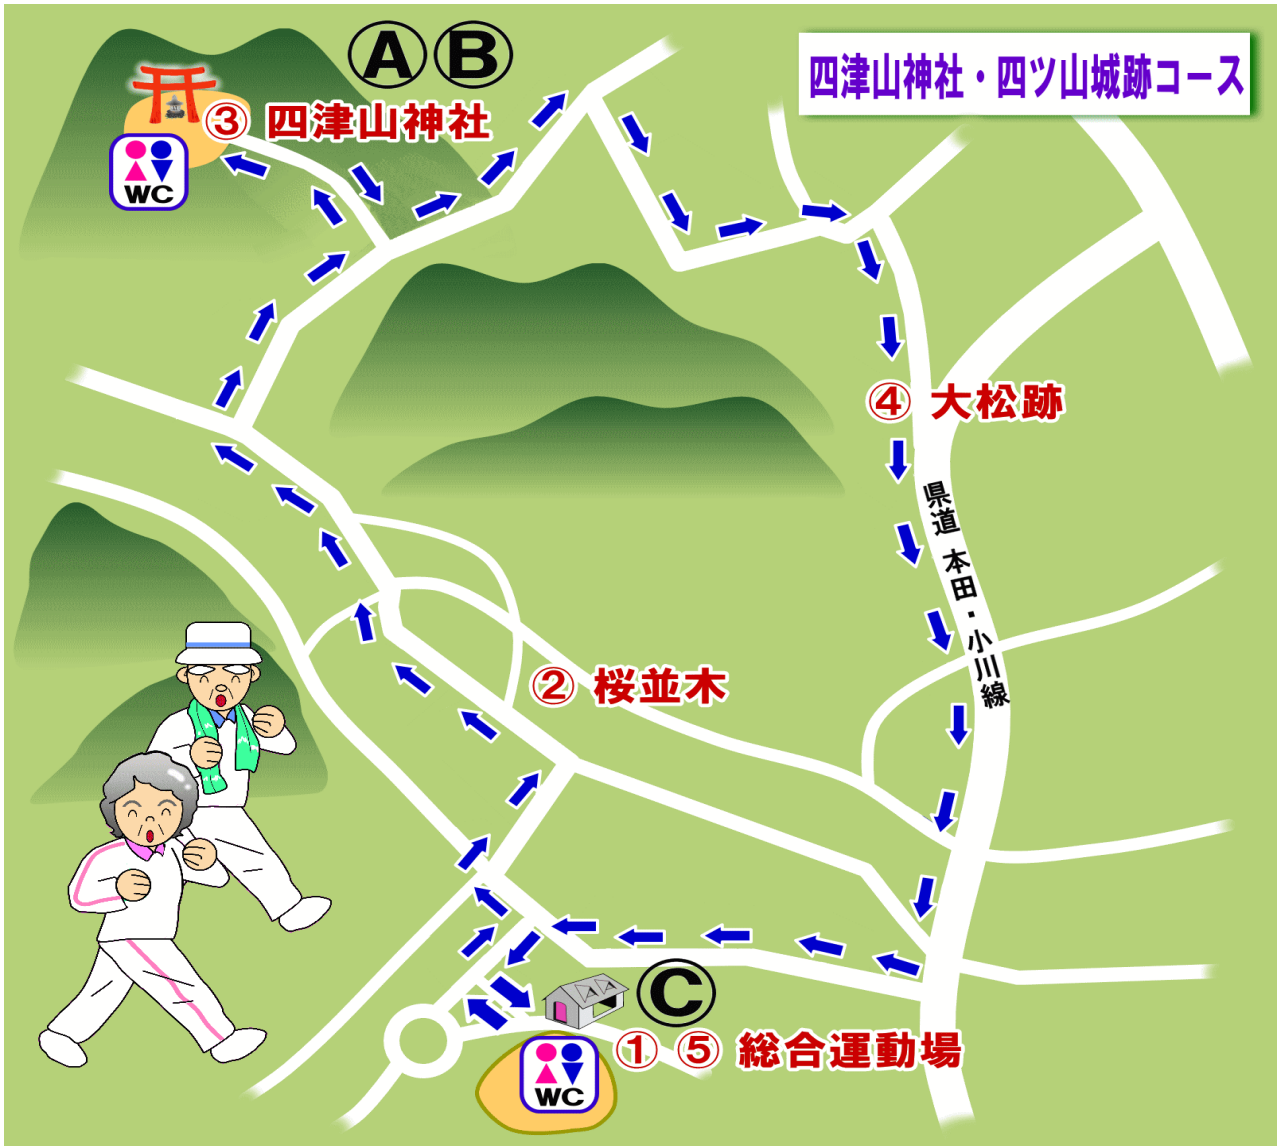 四津山神社・四ツ山城跡コース
Ⓐ Ⓑ
③ 四津山神社
WC
④ 大松跡
県道 本田・小川線
② 桜並木
Ⓒ
① ⑤ 総合運動場
WC